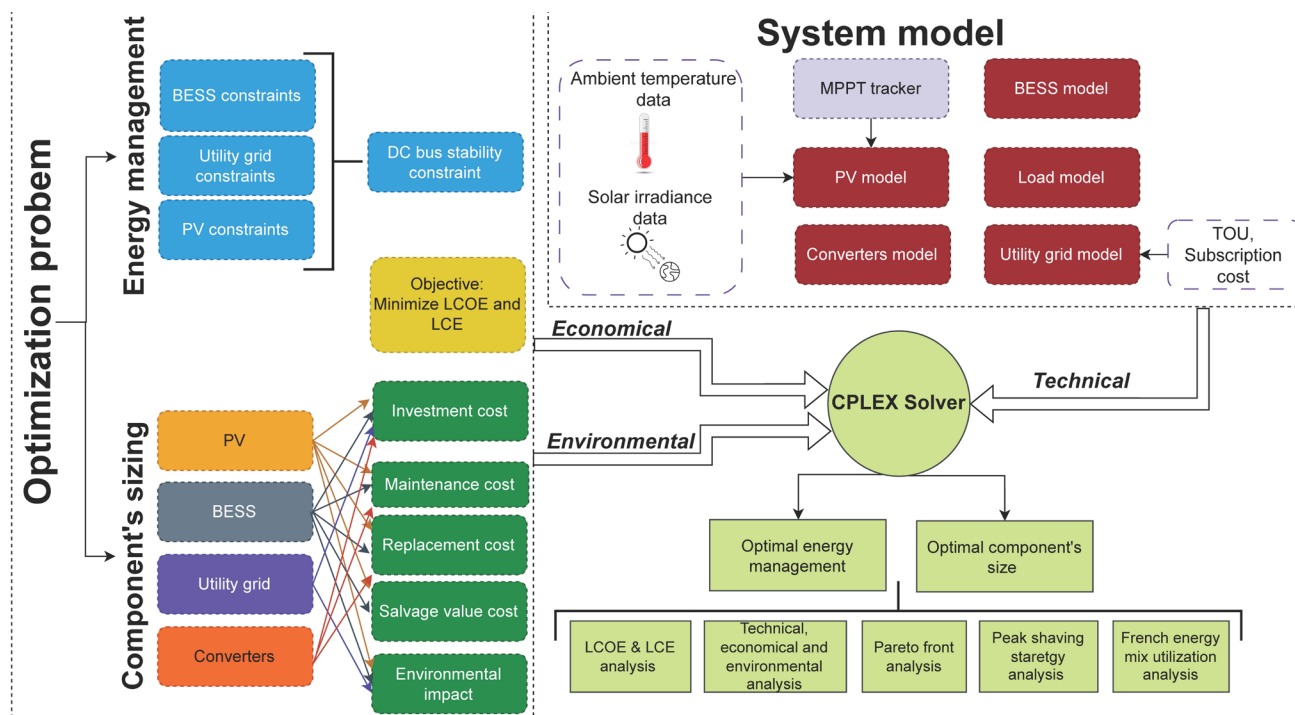 Optimization probem
Energy management
BESS constraints
Utility grid
constraints
PV constraints
DC bus stability
constraint
Objective:
Minimize LCOE and
LCE
Component's sizing
PV
BESS
Utility grid
Converters
Investment cost
Maintenance cost
Replacement cost
Salvage value cost
Environmental
impact
System model
Ambient temperature
data
Solar irradiance
data
MPPT tracker
BESS model
PV model
Load model
Converters model
Utility grid model
TOU,
Subscription
cost
Economical
Environmental
CPLEX Solver
Technical
Optimal energy
management
Optimal component's
size
LCOE & LCE
analysis
Technical,
economical and
environmental
analysis
Pareto front
analysis
Peak shaving
staretgy
analysis
French energy
mix utilization
analysis